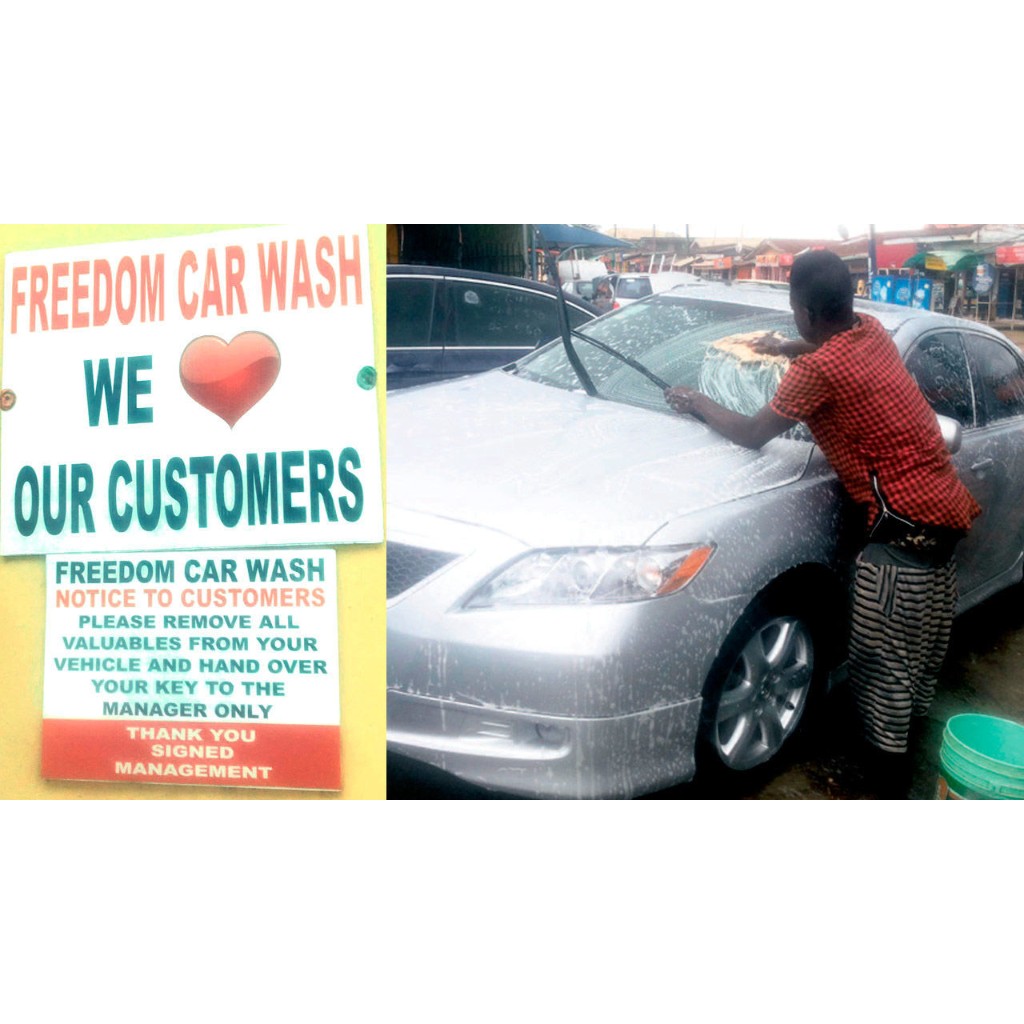 FREEDOM CAR WASH
WE
OUR CUSTOMERS
FREEDOM CAR WASH
NOTICE TO CUSTOMERS
PLEASE REMOVE ALL
VALUABLES FROM YOUR
VEHICLE AND HAND OVER
YOUR KEY TO THE
MANAGER ONLY
THANK YOU
SIGNED
MANAGEMENT